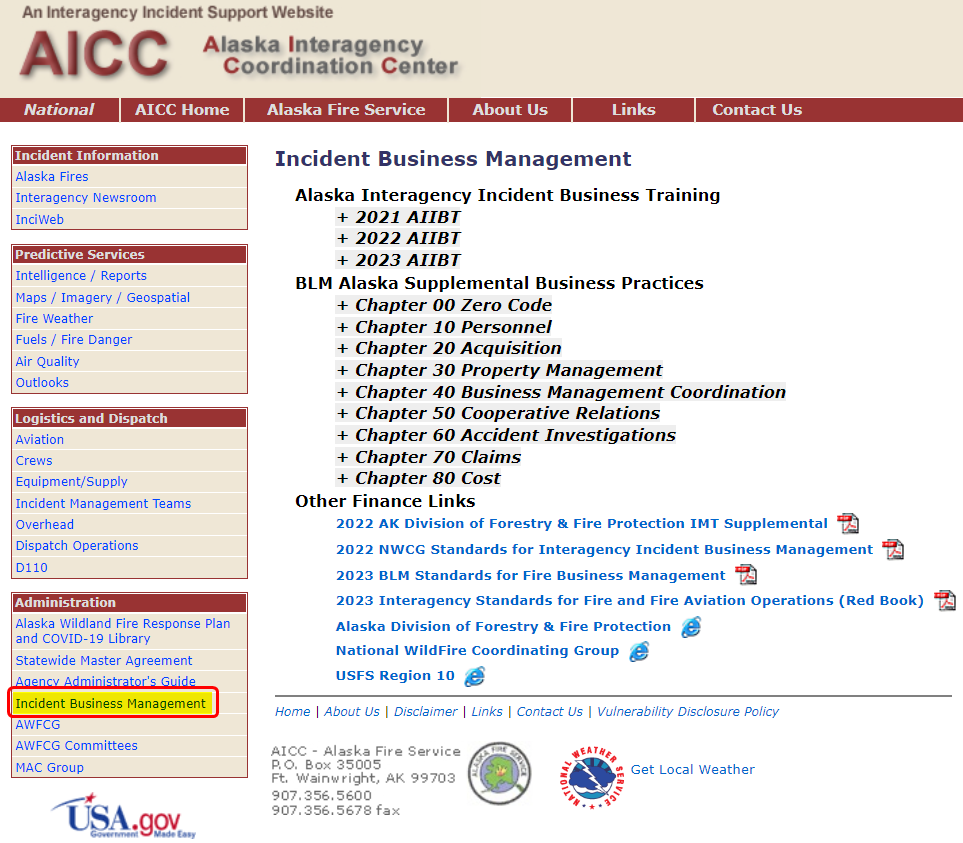 An Interagency Incident Support Website
AICC
Alaska Interagency
Coordination Center
National
AICC Home
Alaska Fire Service
About Us
Links
Contact Us
Incident Information
Alaska Fires
Interagency Newsroom
InciWeb
Predictive Services
Intelligence / Reports
Maps / Imagery / Geospatial
Fire Weather
Fuels / Fire Danger
Air Quality
Outlooks
Logistics and Dispatch
Aviation
Crews
Equipment/Supply
Incident Management Teams
Overhead
Dispatch Operations
D110
Administration
Alaska Wildland Fire Response Plan
and COVID-19 Library
Statewide Master Agreement
Agency Administrator's Guide
Incident Business Management
AWFCG
AWFCG Committees
MAC Group
USA.gov
Government Made Easy
Incident Business Management
Alaska Interagency Incident Business Training
+ 2021 AIIBT
+ 2022 AIIBT
+ 2023 AIIBT
BLM Alaska Supplemental Business Practices
+ Chapter 00 Zero Code
+ Chapter 10 Personnel
+ Chapter 20 Acquisition
+ Chapter 30 Property Management
+ Chapter 40 Business Management Coordination
+ Chapter 50 Cooperative Relations
+ Chapter 60 Accident Investigations
+ Chapter 70 Claims
+ Chapter 80 Cost
Other Finance Links
2022 AK Division of Forestry & Fire Protection IMT Supplemental
2022 NWCG Standards for Interagency Incident Business Management
2023 BLM Standards for Fire Business Management
2023 Interagency Standards for Fire and Fire Aviation Operations (Red Book)
Alaska Division of Forestry & Fire Protection
National WildFire Coordinating Group
USFS Region 10
Home | About Us | Disclaimer | Links | Contact Us | Vulnerability Disclosure Policy
AICC - Alaska Fire Service
P.O. Box 35005
Ft. Wainwright, AK 99703
907.356.5600
907.356.5678 fax
ALASKA FIRE SERVICE
NATIONAL WEATHER SERVICE
Get Local Weather